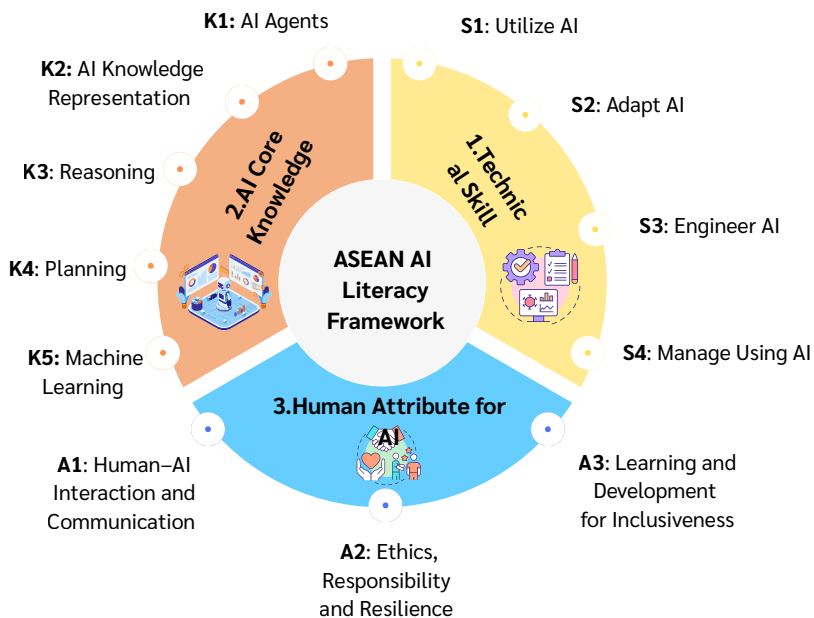 K1: AI Agents
S1: Utilize AI
K2: AI Knowledge
Representation
S2: Adapt AI
2.AI Core
Knowledge
1.Technic
al Skill
K3: Reasoning
S3: Engineer AI
K4: Planning
ASEAN AI
Literacy
Framework
K5: Machine
Learning
S4: Manage Using AI
3.Human Attribute for
AI
A1: Human–AI
Interaction and
Communication
A3: Learning and
Development
for Inclusiveness
A2: Ethics,
Responsibility
and Resilience